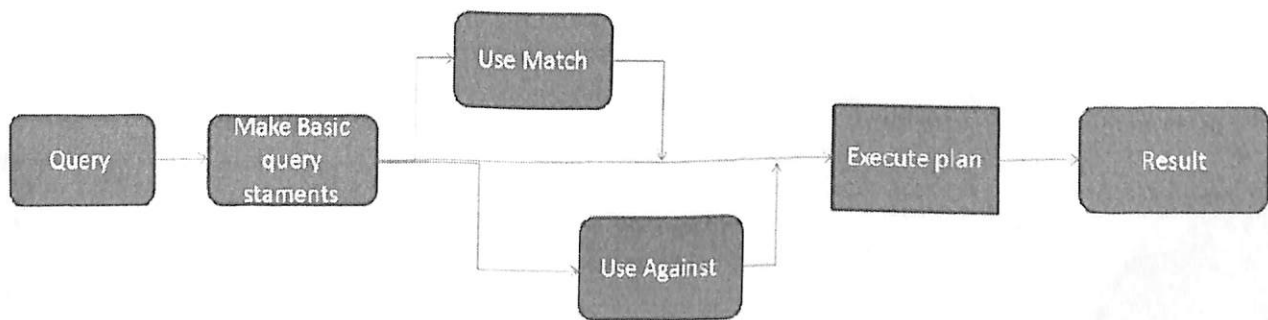 Use Match
Query
Make Basic
query
staments
Execute plan
Result
Use Against